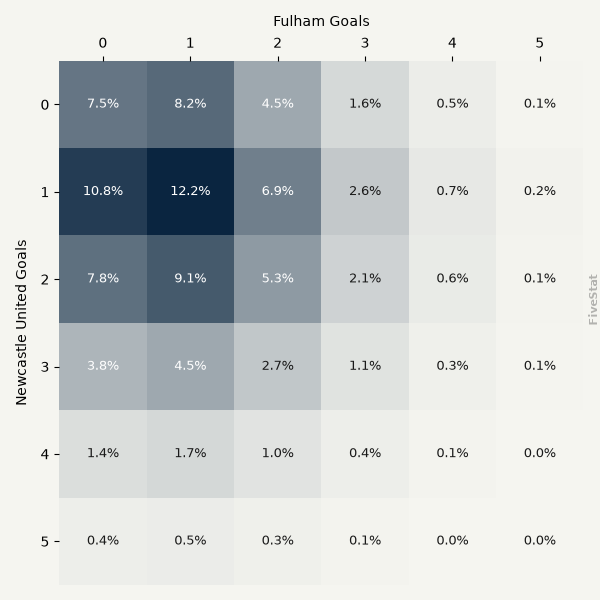 Fulham Goals
0 1 2 3 4 5
0 7.5% 8.2% 4.5% 1.6% 0.5% 0.1%
1 10.8% 12.2% 6.9% 2.6% 0.7% 0.2%
2 7.8% 9.1% 5.3% 2.1% 0.6% 0.1%
3 3.8% 4.5% 2.7% 1.1% 0.3% 0.1%
4 1.4% 1.7% 1.0% 0.4% 0.1% 0.0%
5 0.4% 0.5% 0.3% 0.1% 0.0% 0.0%
Newcastle United Goals
FiveStat